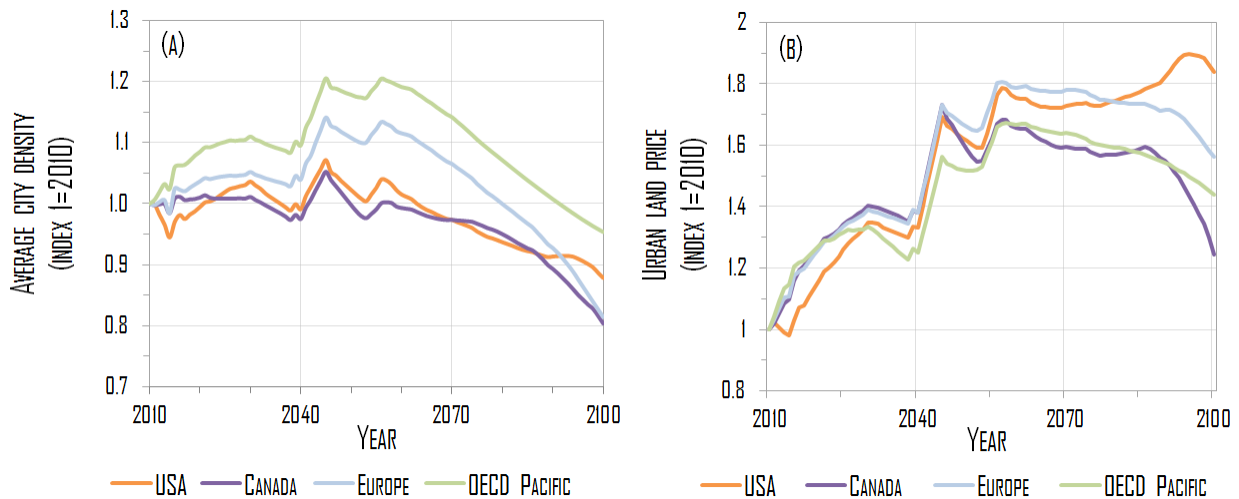 (A)
AVERAGE CITY DENSITY
(INDEX 1=2010)
1.3
1.2
1.1
1.0
0.9
0.8
0.7
2010
2040
2070
2100
YEAR
USA
CANADA
EUROPE
OECD PACIFIC
(B)
URBAN LAND PRICE
(INDEX 1=2010)
2
1.8
1.6
1.4
1.2
1
0.8
2010
2040
2070
2100
YEAR
USA
CANADA
EUROPE
OECD PACIFIC